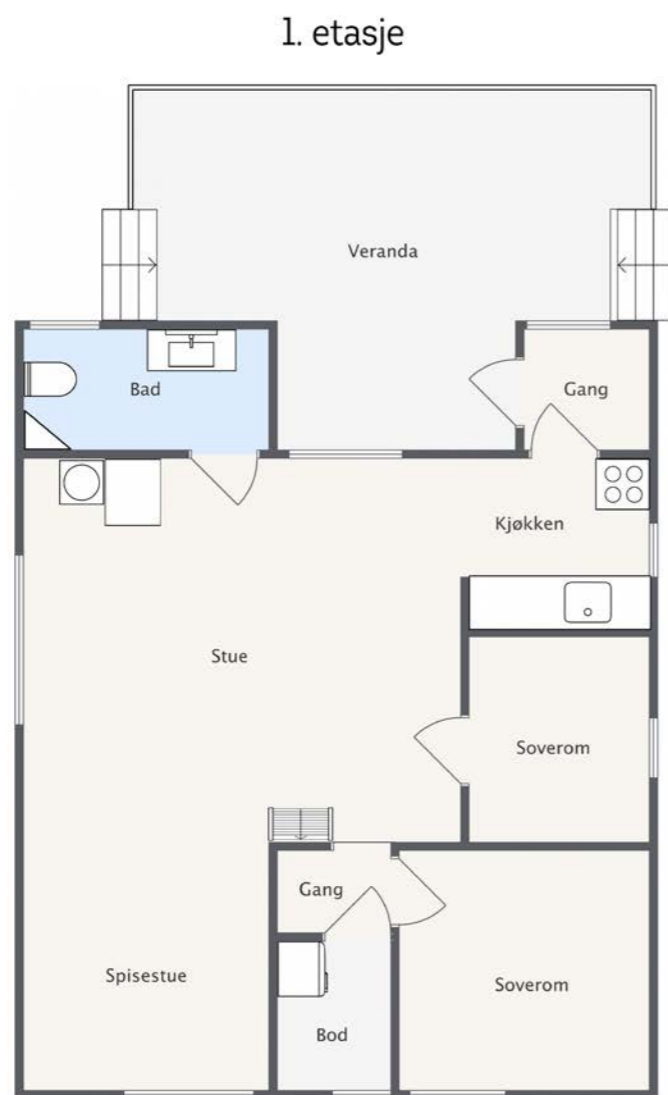 1. etasje
Veranda
Bad
Gang
Kjøkken
Stue
Soverom
Gang
Spisestue
Soverom
Bod